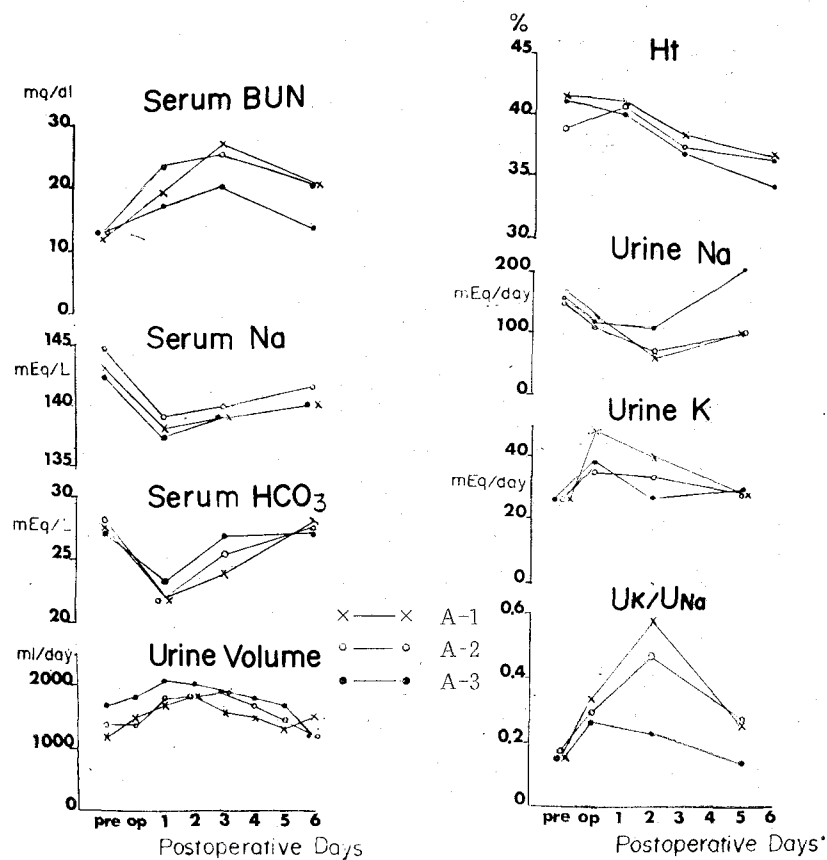 Serum BUN
mg/dl
30
20
10
0
Serum Na
145
mEq/L
140
135
Serum HCO3
30
mEq/L
25
20
Urine Volume
ml/day
2000
1000
0
pre op 1 2 3 4 5 6
Postoperative Days
Ht
%
45
40
35
30
Urine Na
200
mEq/day
100
0
Urine K
40
mEq/day
20
0
UK/UNa
0,6
0,4
0,2
0
pre op 1 2 3 4 5 6
Postoperative Days
×—× A-1
○—○ A-2
●—● A-3